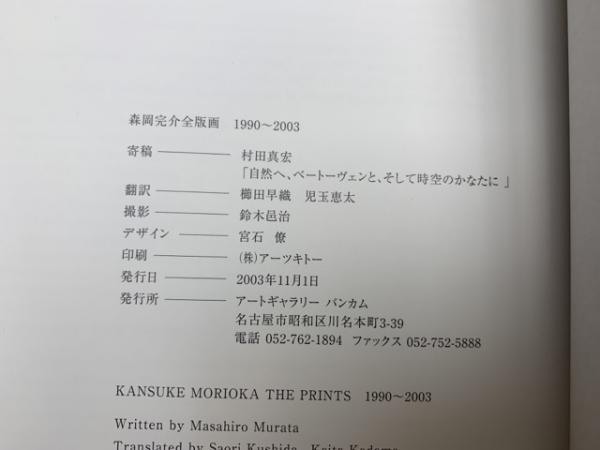 森岡完介全版画 1990〜2003
寄稿 村田真宏
「自然へ、ベートーヴェンと、そして時空のかなたに 」
翻訳 櫛田早織 児玉恵太
撮影 鈴木邑治
デザイン 宮石 僚
印刷 (株)アーツキトー
発行日 2003年11月1日
発行所 アートギャラリー バンカム
名古屋市昭和区川名本町3-39
電話 052-762-1894 ファックス 052-752-5888
KANSUKE MORIOKA THE PRINTS 1990〜2003
Written by Masahiro Murata
Translated by Saori Kushida, Keita Kodama